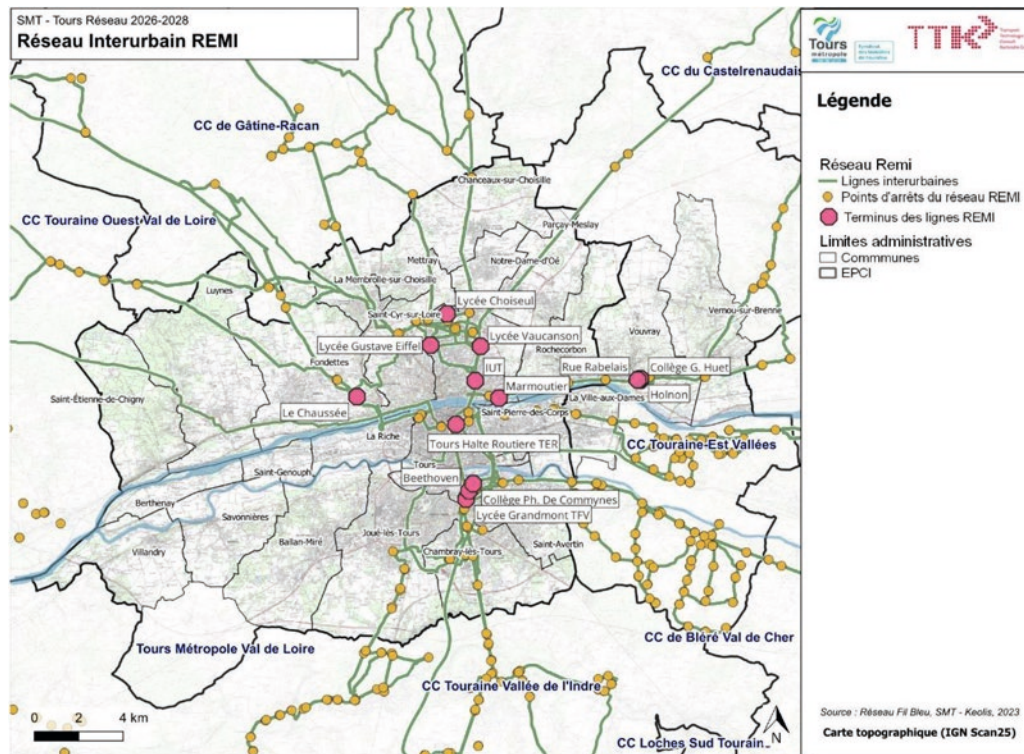 SMT - Tours Réseau 2026-2028
Réseau Interurbain REMI
CC du Castelrenaudais
CC de Gâtine-Racan
Chanceaux-sur-Choisille
CC Touraine Ouest Val de Loire
Parçay-Meslay
Mettray
Notre-Dame-d'Oé
La Membrolle-sur-Choisille
Luynes
Lycée Choiseul
Saint-Cyr-sur-Loire
Vernou-sur-Brenne
Vouvray
Lycée Vaucanson
Lycée Gustave Eiffel
Rochecorbon
Fondettes
IUT
Rue Rabelais
Collège G. Huet
Marmoutier
Holnon
Saint-Étienne-de-Chigny
La Ville-aux-Dames
Le Chaussée
Saint-Pierre-des-Corps
La Riche
Tours Halte Routiere TER
CC Touraine-Est Vallées
Tours
Saint-Genouph
Beethoven
Berthenay
Collège Ph. De Commynes
Savonnières
Lycée Grandmont TFV
Joué-lès-Tours
Ballan-Miré
Saint-Avertin
Villandry
Chambray-lès-Tours
CC de Bléré Val de Cher
Tours Métropole Val de Loire
CC Touraine Vallée de l'Indre
0 2 4 km
N
CC Loches Sud Touraine
Tours
métropole
TTK
Légende
Réseau Remi
Lignes interurbaines
Points d'arrêts du réseau REMI
Terminus des lignes REMI
Limites administratives
Commmunes
EPCI
Source : Réseau Fil Bleu, SMT - Keolis, 2023
Carte topographique (IGN Scan25)